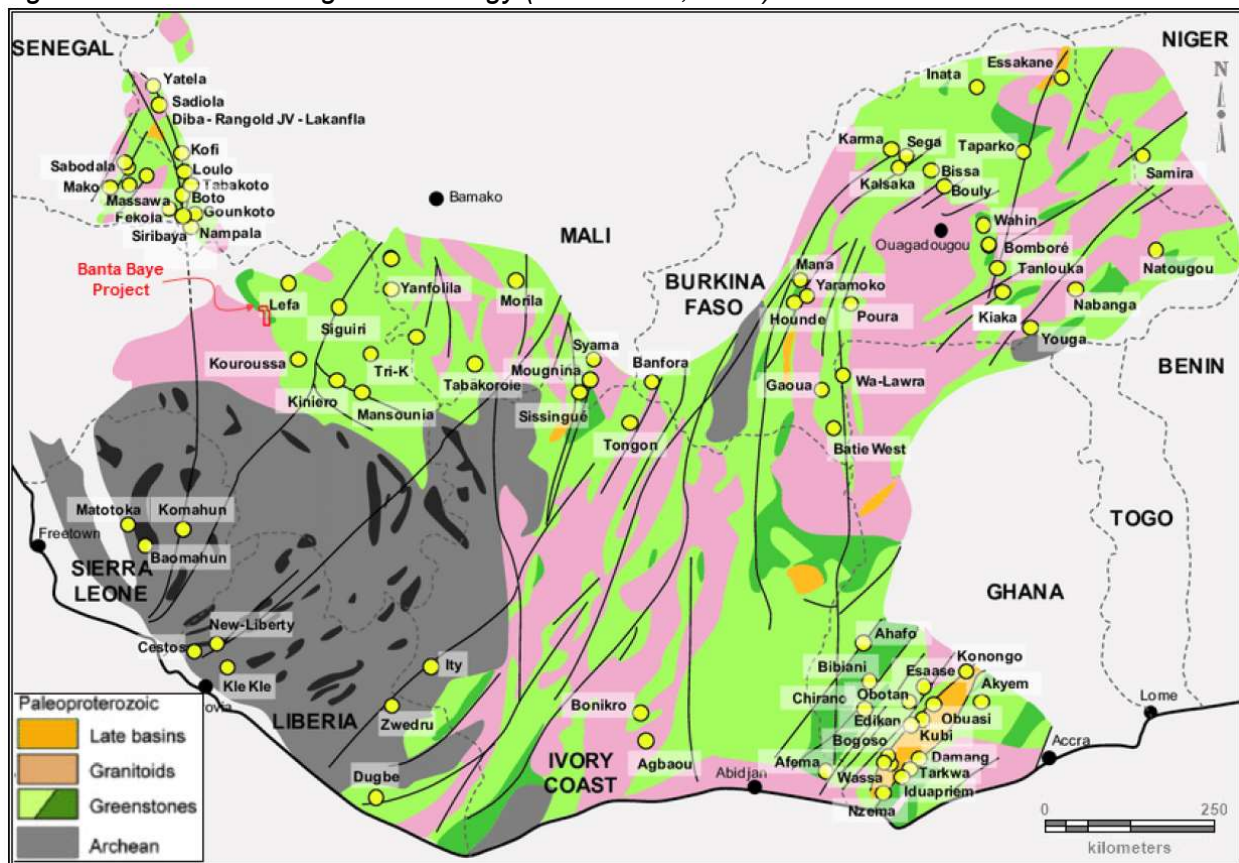 SENEGAL
NIGER
N
Yatela
Sadiola
Diba - Rangold JV - Lakanfla
Kofi
Sabodala
Loulo
Mako
Tabakoto
Massawa
Boto
Fekola
Gounkoto
Siribaya
Nampala
Bamako
MALI
Banta Baye
Project
Lefa
Siguiri
Yanfolila
Morila
Kouroussa
Tri-K
Kiniero
Mansounia
Tabakoroie
Syama
Mougnina
Sissingué
Banfora
Tongon
BURKINA
FASO
Inata
Essakane
Karma
Sega
Kalsaka
Bissa
Bouly
Taparko
Samira
Ouagadougou
Wahin
Bomboré
Tanlouka
Natougou
Nabanga
Kiaka
Youga
Mana
Yaramoko
Hounde
Poura
Gaoua
Wa-Lawra
Batie West
BENIN
TOGO
GHANA
Matotoka
Komahun
Freetown
Baomahun
SIERRA
LEONE
New-Liberty
Cestos
Kle Kle
ovia
LIBERIA
Ity
Zwedru
Dugbe
Bonikro
Agbaou
IVORY
COAST
Abidjan
Ahafo
Bibiani
Esaase
Konongo
Chirano
Obotan
Akyem
Edikan
Obuasi
Kubi
Bogoso
Damang
Afema
Wassa
Tarkwa
Iduapriem
Nzema
Accra
Lome
Paleoproterozoic
Late basins
Granitoids
Greenstones
Archean
0 250
kilometers